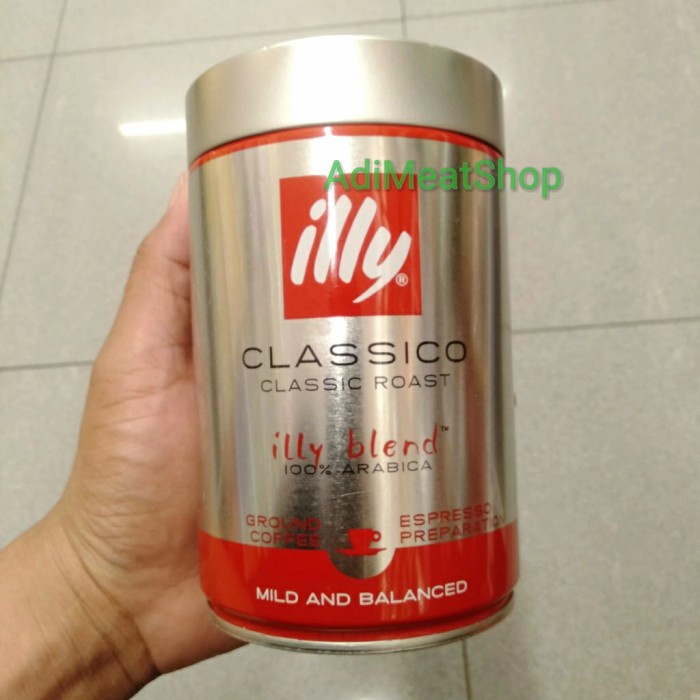 AdiMeatShop
illy®
CLASSICO
CLASSIC ROAST
illy blend™
100% ARABICA
GROUND COFFEE
ESPRESSO PREPARATION
MILD AND BALANCED